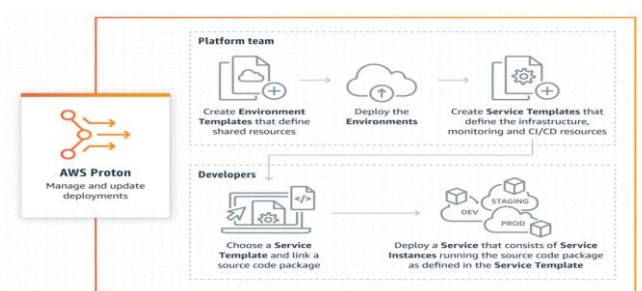 Platform team
Create Environment
Templates that define
shared resources
Deploy the
Environments
Create Service Templates that
define the infrastructure,
monitoring and CI/CD resources
AWS Proton
Manage and update
deployments
Developers
</>
Choose a Service
Template and link a
source code package
STAGING
DEV
PROD
Deploy a Service that consists of Service
Instances running the source code package
as defined in the Service Template